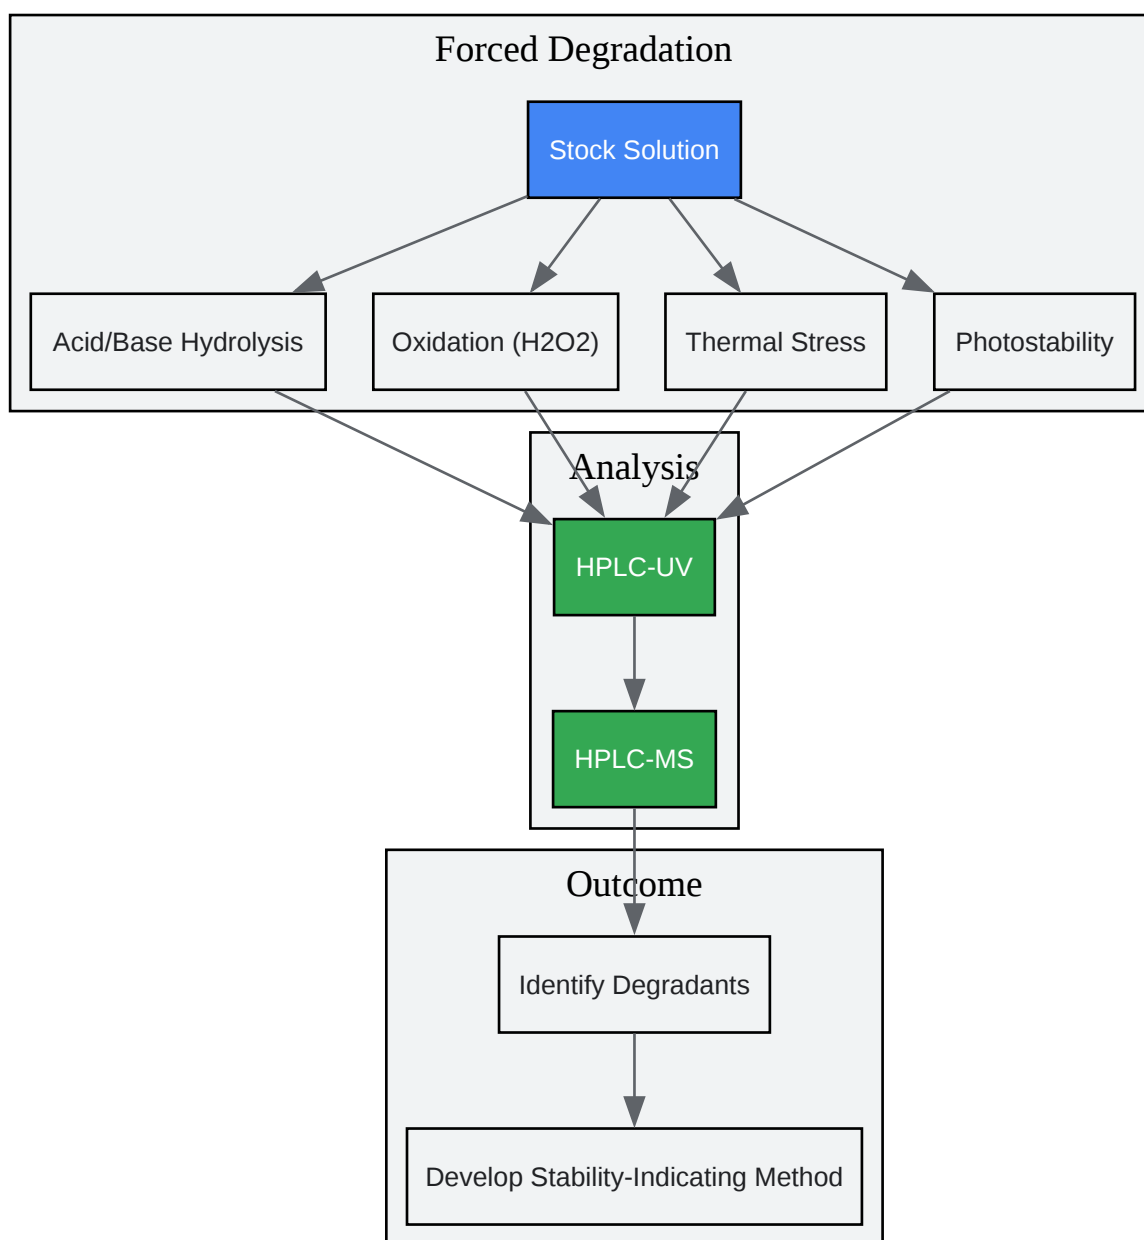 Forced Degradation
Stock Solution
Acid/Base Hydrolysis
Oxidation (H2O2)
Thermal Stress
Photostability
Analysis
HPLC-UV
HPLC-MS
Outcome
Identify Degradants
Develop Stability-Indicating Method